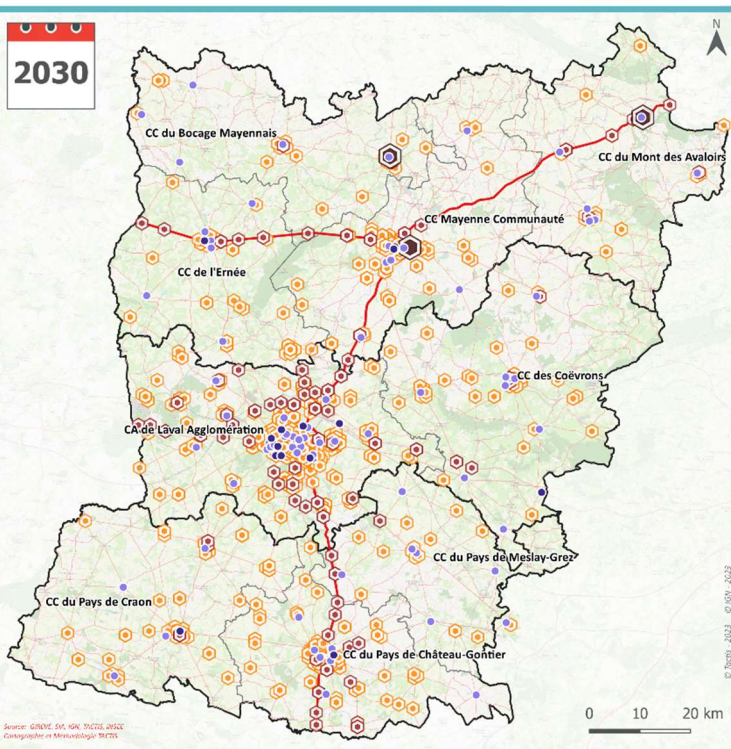 2030
N
CC du Bocage Mayennais
CC du Mont des Avaloirs
CC Mayenne Communauté
CC de l'Ernée
CC des Coëvrons
CA de Laval Agglomération
CC du Pays de Meslay-Grez
CC du Pays de Craon
CC du Pays de Château-Gontier
© Tactis - 2023 © IGN - 2023
0 10 20 km
Source: GIREVE, SIA, IGN, TACTIS, INSEE
Cartographie et Méthodologie TACTIS